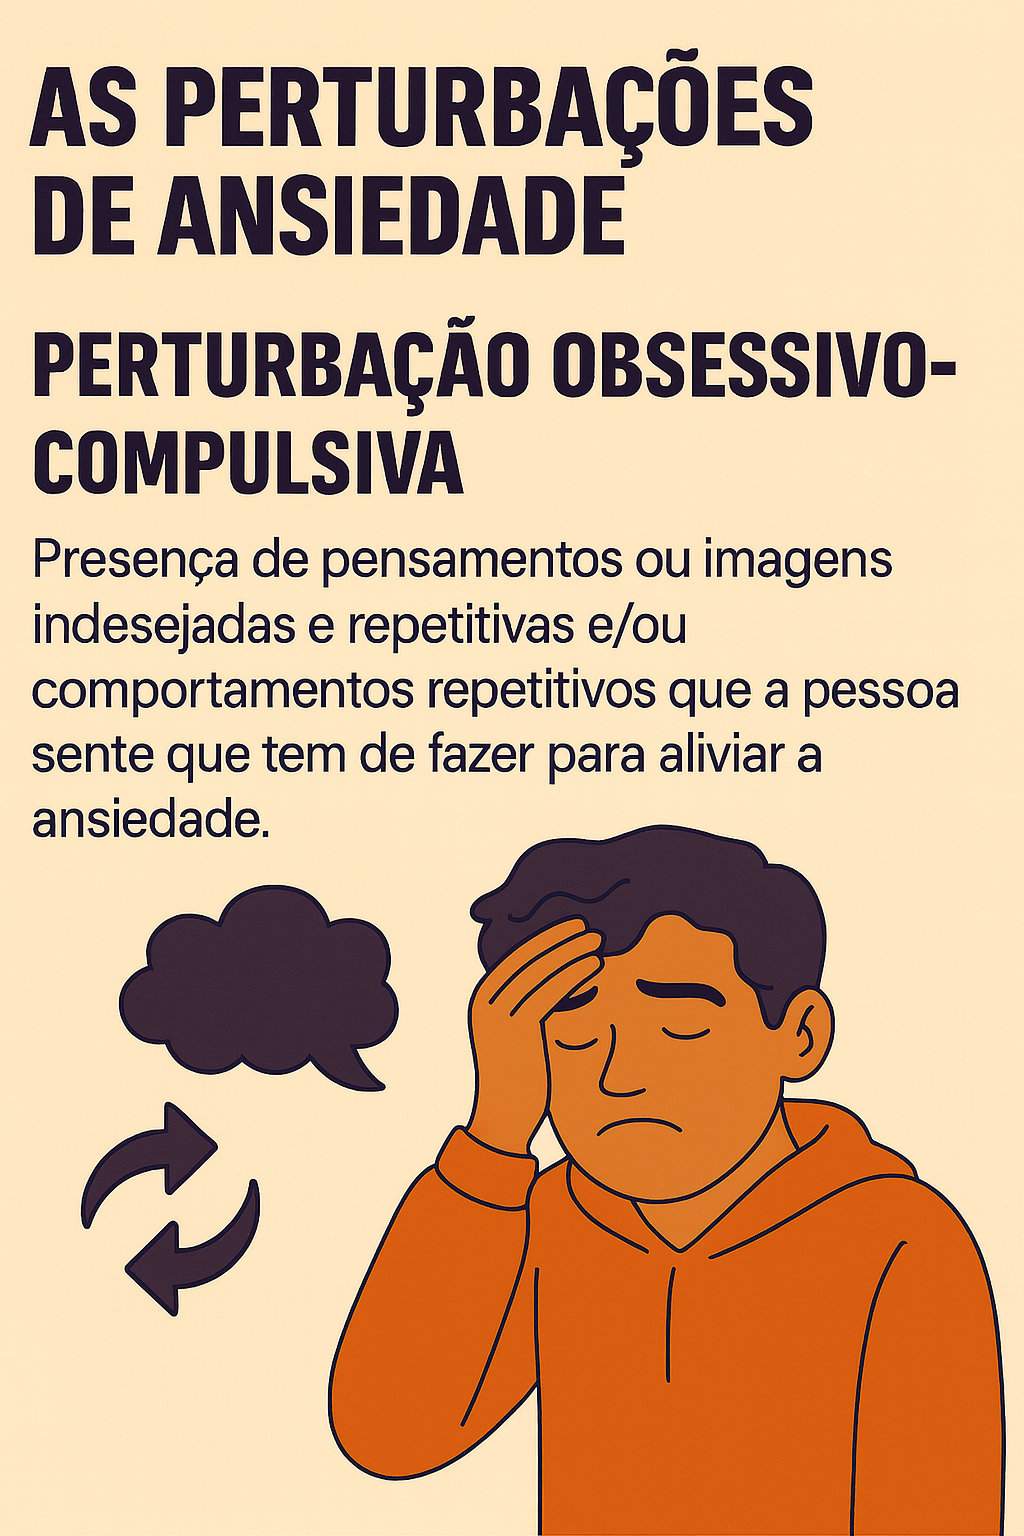 AS PERTURBAÇÕES
DE ANSIEDADE
PERTURBAÇÃO OBSESSIVO-
COMPULSIVA
Presença de pensamentos ou imagens
indesejadas e repetitivas e/ou
comportamentos repetitivos que a pessoa
sente que tem de fazer para aliviar a
ansiedade.